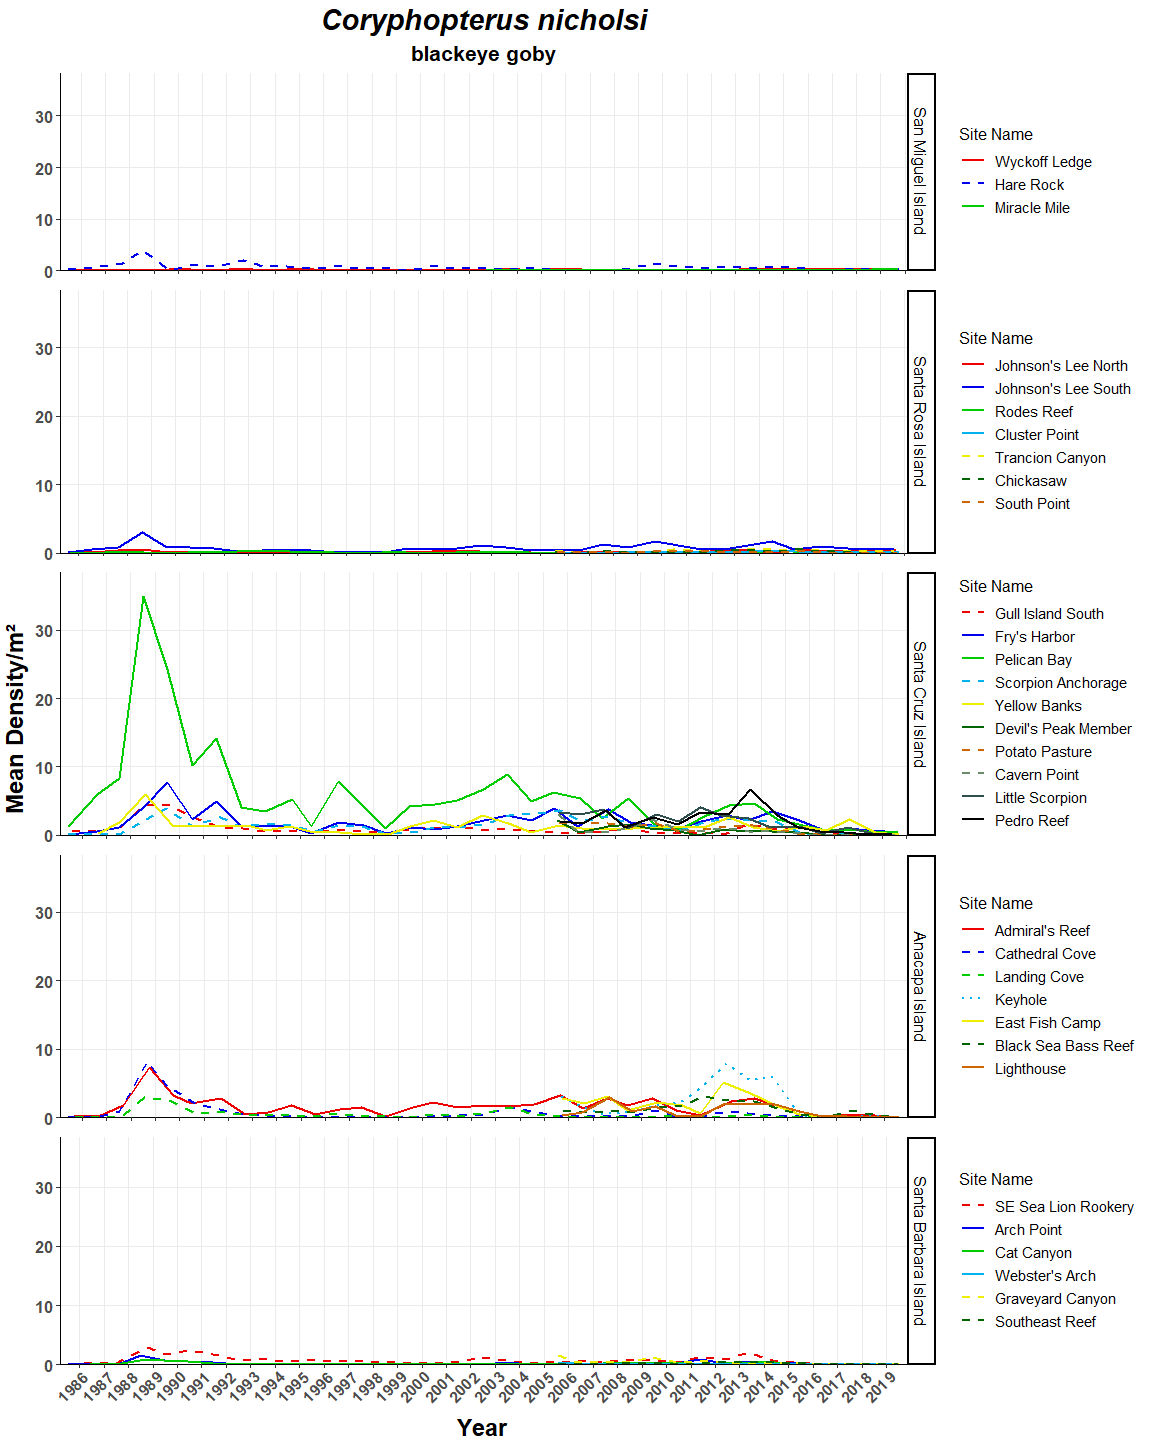 Coryphopterus nicholsi
blackeye goby
Mean Density/m²
30
20
10
0
San Miguel Island
Site Name
Wyckoff Ledge
Hare Rock
Miracle Mile
30
20
10
0
Santa Rosa Island
Site Name
Johnson's Lee North
Johnson's Lee South
Rodes Reef
Cluster Point
Trancion Canyon
Chickasaw
South Point
30
20
10
0
Santa Cruz Island
Site Name
Gull Island South
Fry's Harbor
Pelican Bay
Scorpion Anchorage
Yellow Banks
Devil's Peak Member
Potato Pasture
Cavern Point
Little Scorpion
Pedro Reef
30
20
10
0
Anacapa Island
Site Name
Admiral's Reef
Cathedral Cove
Landing Cove
Keyhole
East Fish Camp
Black Sea Bass Reef
Lighthouse
30
20
10
0
Santa Barbara Island
Site Name
SE Sea Lion Rookery
Arch Point
Cat Canyon
Webster's Arch
Graveyard Canyon
Southeast Reef
1986 1987 1988 1989 1990 1991 1992 1993 1994 1995 1996 1997 1998 1999 2000 2001 2002 2003 2004 2005 2006 2007 2008 2009 2010 2011 2012 2013 2014 2015 2016 2017 2018 2019
Year